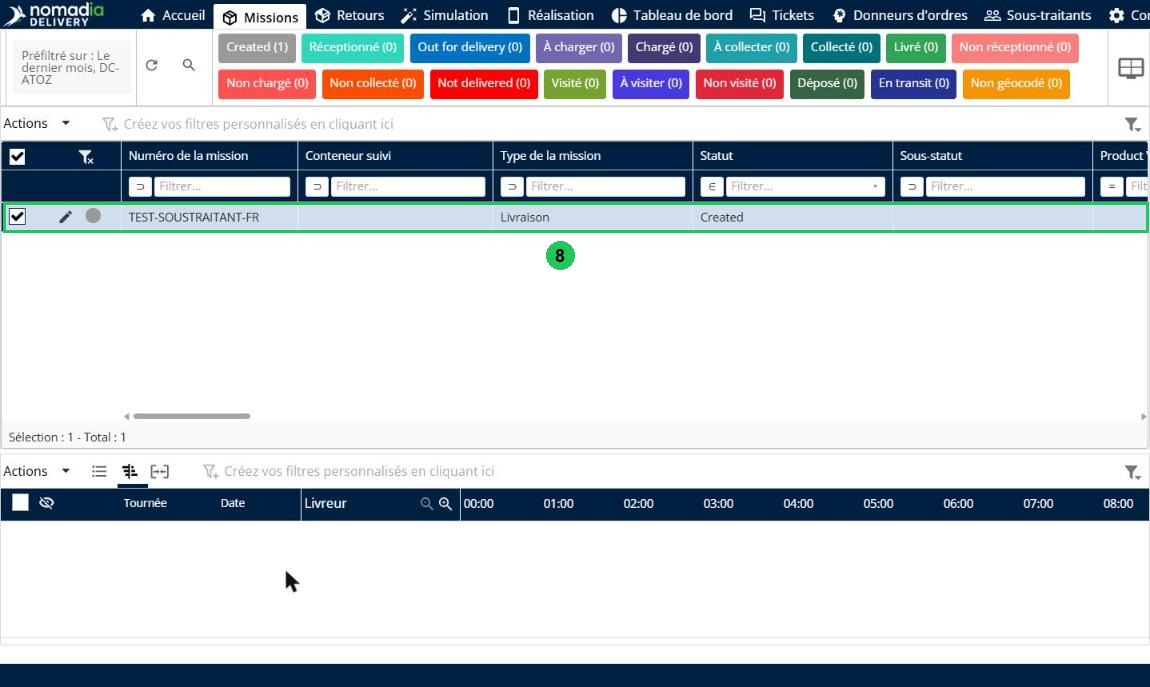 nomadia
DELIVERY
Accueil
Missions
Retours
Simulation
Réalisation
Tableau de bord
Tickets
Donneurs d'ordres
Sous-traitants
Préfiltré sur : Le
dernier mois, DC-
ATOZ
Created (1)
Réceptionné (0)
Out for delivery (0)
À charger (0)
Chargé (0)
À collecter (0)
Collecté (0)
Livré (0)
Non réceptionné (0)
Non chargé (0)
Non collecté (0)
Not delivered (0)
Visité (0)
À visiter (0)
Non visité (0)
Déposé (0)
En transit (0)
Non géocodé (0)
Actions
Créez vos filtres personnalisés en cliquant ici
Numéro de la mission
Conteneur suivi
Type de la mission
Statut
Sous-statut
Product
⊃ Filtrer...
⊃ Filtrer...
⊃ Filtrer...
∈ Filtrer...
⊃ Filtrer...
= Filt
TEST-SOUSTRAITANT-FR
Livraison
Created
8
Sélection : 1 - Total : 1
Actions
Créez vos filtres personnalisés en cliquant ici
Tournée
Date
Livreur
00:00
01:00
02:00
03:00
04:00
05:00
06:00
07:00
08:00